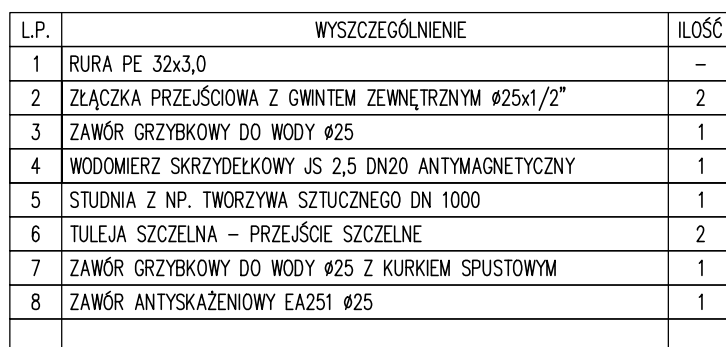 L.P. WYSZCZEGÓLNIENIE ILOŚĆ
1 RURA PE 32x3,0 –
2 ZŁĄCZKA PRZEJŚCIOWA Z GWINTEM ZEWNĘTRZNYM ø25x1/2” 2
3 ZAWÓR GRZYBKOWY DO WODY ø25 1
4 WODOMIERZ SKRZYDEŁKOWY JS 2,5 DN20 ANTYMAGNETYCZNY 1
5 STUDNIA Z NP. TWORZYWA SZTUCZNEGO DN 1000 1
6 TULEJA SZCZELNA – PRZEJŚCIE SZCZELNE 2
7 ZAWÓR GRZYBKOWY DO WODY ø25 Z KURKIEM SPUSTOWYM 1
8 ZAWÓR ANTYSKAŻENIOWY EA251 ø25 1